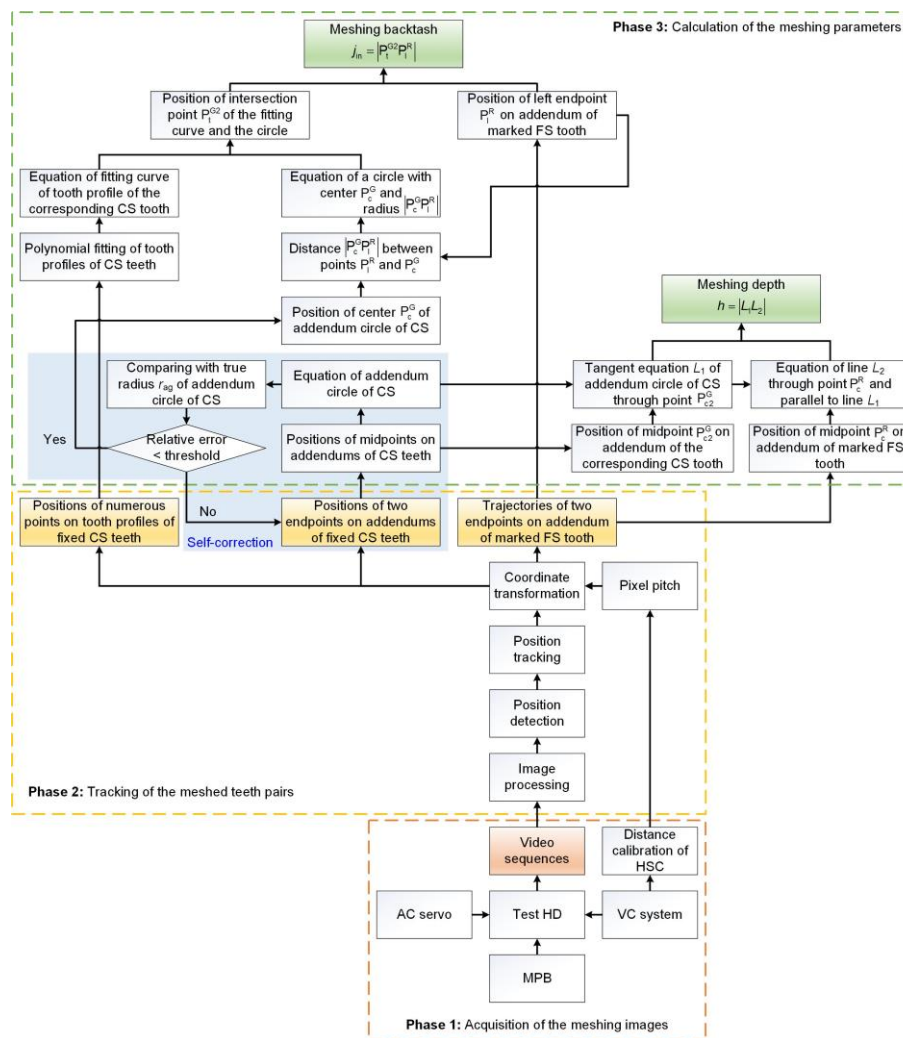 Phase 3: Calculation of the meshing parameters
Meshing backtash
j_in = |P_t^G2 P_l^R|
Position of intersection
point P_t^G2 of the fitting
curve and the circle
Position of left endpoint
P_l^R on addendum of
marked FS tooth
Equation of fitting curve
of tooth profile of the
corresponding CS tooth
Equation of a circle with
center P_c^G and
radius |P_c^G P_l^R|
Polynomial fitting of tooth
profiles of CS teeth
Distance |P_c^G P_l^R| between
points P_l^R and P_c^G
Meshing depth
h = |L_1 L_2|
Position of center P_c^G of
addendum circle of CS
Comparing with true
radius r_ag of addendum
circle of CS
Equation of addendum
circle of CS
Tangent equation L_1 of
addendum circle of CS
through point P_c2^G
Equation of line L_2
through point P_c^R and
parallel to line L_1
Yes
Relative error
< threshold
Positions of midpoints on
addendums of CS teeth
Position of midpoint P_c2^G on
addendum of the
corresponding CS tooth
Position of midpoint P_c^R on
addendum of marked FS
tooth
Positions of numerous
points on tooth profiles of
fixed CS teeth
No
Self-correction
Positions of two
endpoints on addendums
of fixed CS teeth
Trajectories of two
endpoints on addendum
of marked FS tooth
Coordinate
transformation
Pixel pitch
Position
tracking
Position
detection
Image
processing
Phase 2: Tracking of the meshed teeth pairs
Video
sequences
Distance
calibration of
HSC
AC servo
Test HD
VC system
MPB
Phase 1: Acquisition of the meshing images